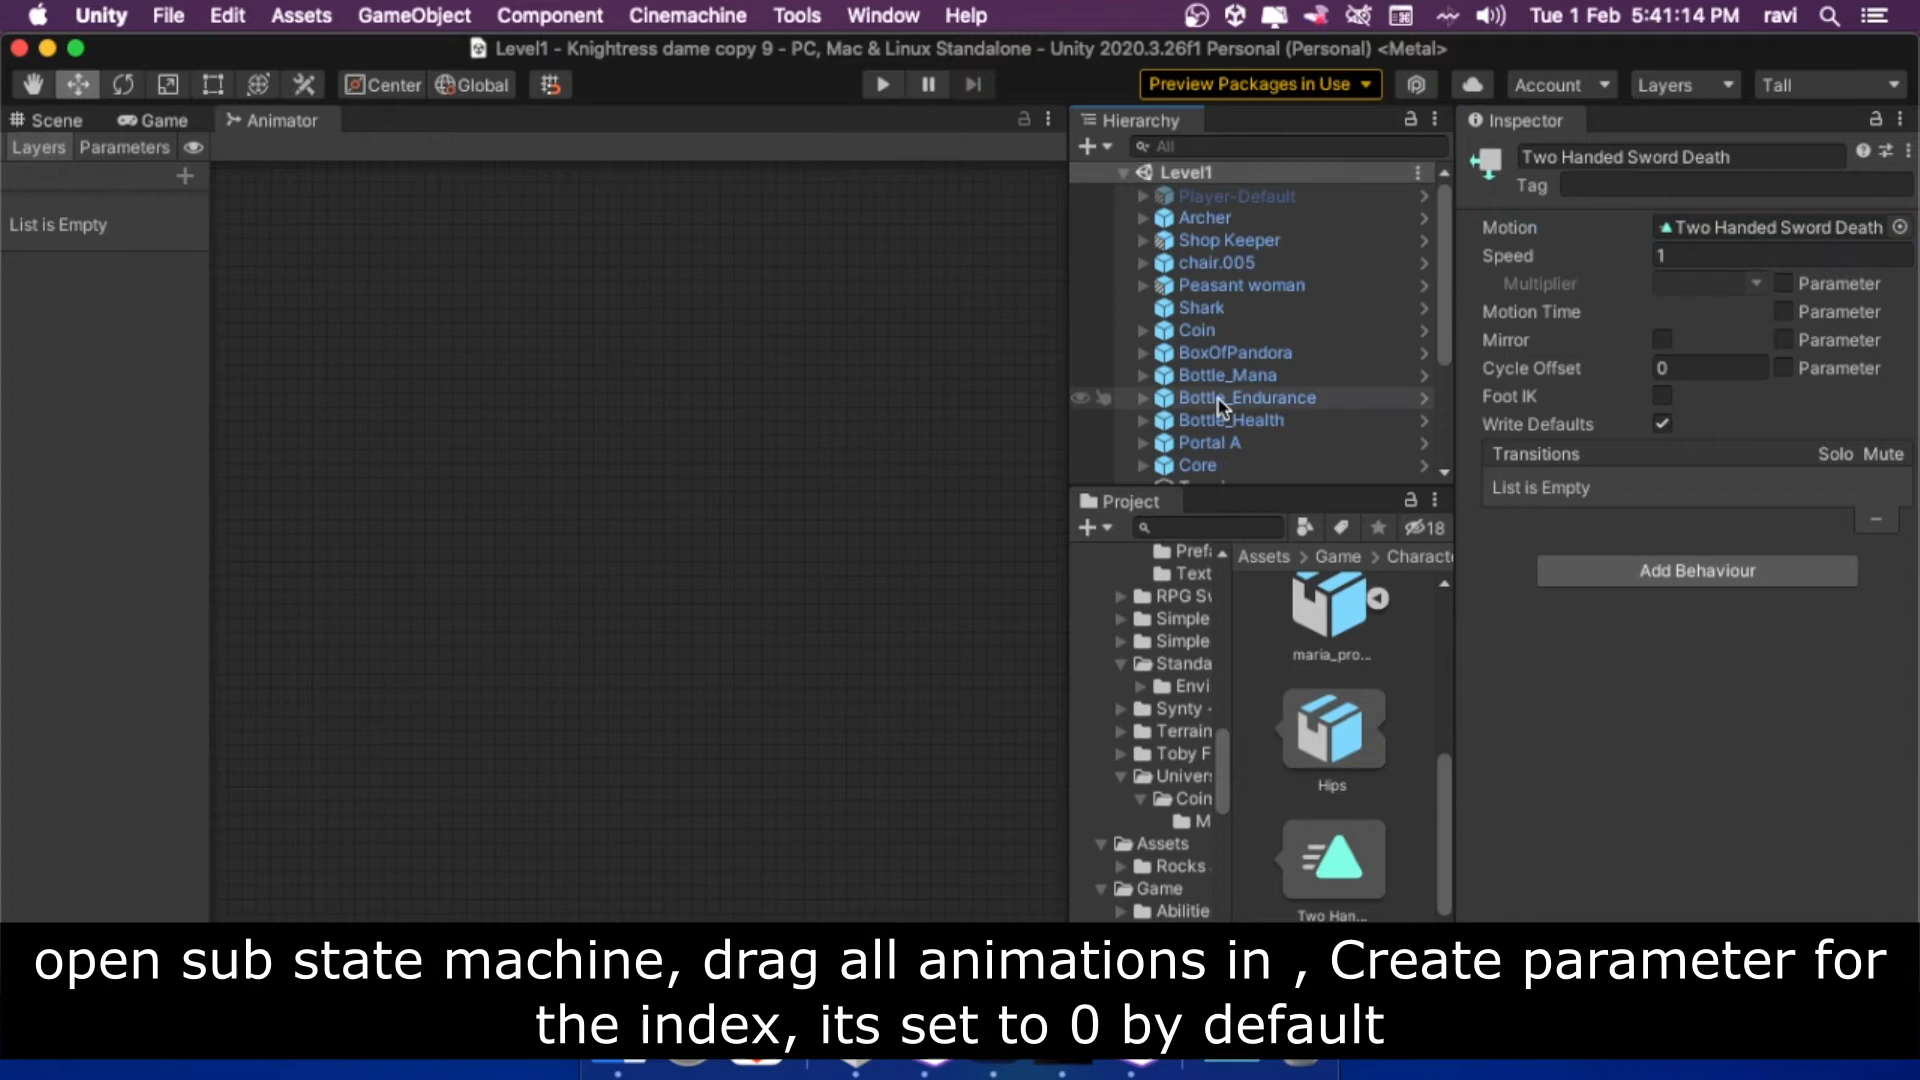 Unity File Edit Assets GameObject Component Cinemachine Tools Window Help Tue 1 Feb 5:41:14 PM ravi
Level1 - Knightress dame copy 9 - PC, Mac & Linux Standalone - Unity 2020.3.26f1 Personal (Personal) <Metal>
Center Global Preview Packages in Use Account Layers Tall
Scene Game Animator
Layers Parameters
List is Empty
Hierarchy
All
Level1
Player-Default
Archer
Shop Keeper
chair.005
Peasant woman
Shark
Coin
BoxOfPandora
Bottle_Mana
Bottle_Endurance
Bottle_Health
Portal A
Core
Project
18
Prefa
Text
RPG Sw
Simple
Simple
Standa
Envi
Synty -
Terrain
Toby F
Univers
Coin
M
Assets
Rocks
Game
Abilitie
Assets > Game > Characte
maria_pro...
Hips
Two Han...
Inspector
Two Handed Sword Death
Tag
Motion Two Handed Sword Death
Speed 1
Multiplier Parameter
Motion Time Parameter
Mirror Parameter
Cycle Offset 0 Parameter
Foot IK
Write Defaults
Transitions Solo Mute
List is Empty
Add Behaviour
open sub state machine, drag all animations in , Create parameter for
the index, its set to 0 by default